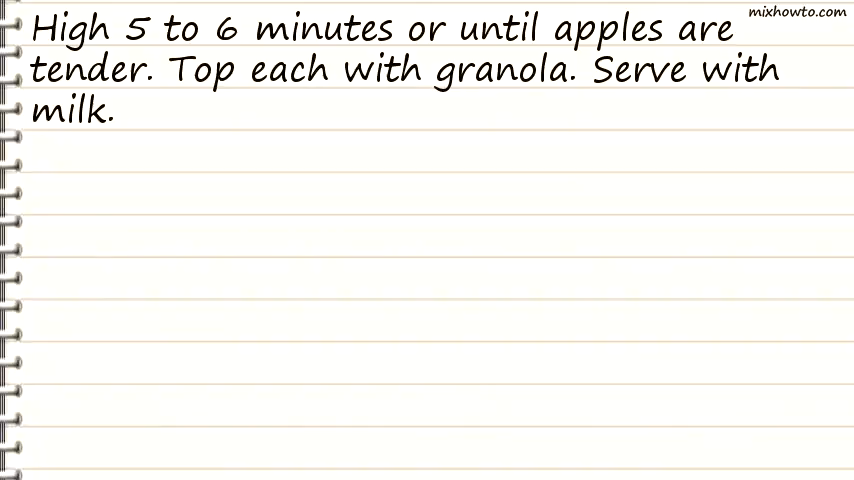 mixhowto.com
High 5 to 6 minutes or until apples are
tender. Top each with granola. Serve with
milk.